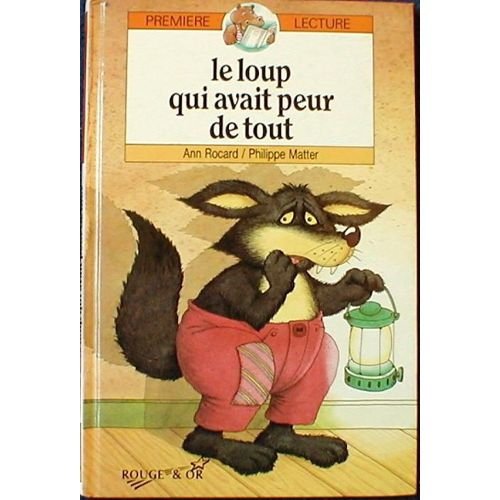 PREMIERE LECTURE
le loup
qui avait peur
de tout
Ann Rocard / Philippe Matter
ROUGE & OR